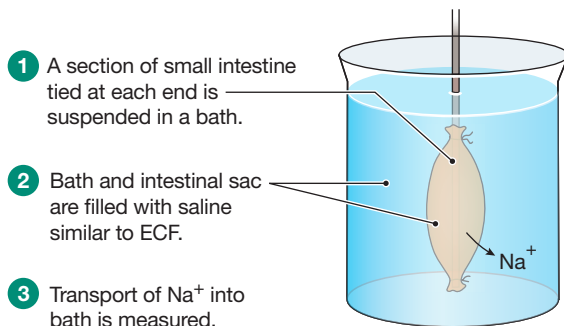 1 A section of small intestine
tied at each end is
suspended in a bath.
2 Bath and intestinal sac
are filled with saline
similar to ECF.
Na⁺
3 Transport of Na⁺ into
bath is measured.